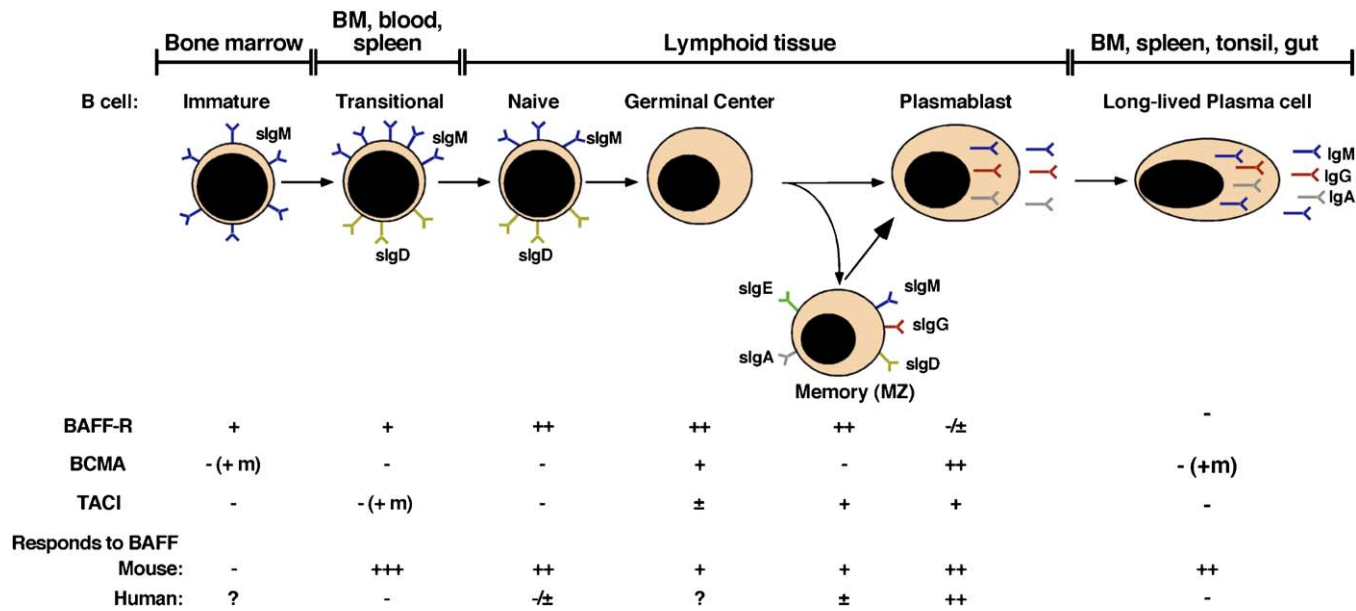 BM, blood,
Bone marrow spleen Lymphoid tissue BM, spleen, tonsil, gut
B cell: Immature Transitional Naive Germinal Center Plasmablast Long-lived Plasma cell
sIgM sIgM sIgM
IgM
IgG
IgA
sIgD sIgD
sIgE sIgM
sIgG
sIgA sIgD
Memory (MZ)
BAFF-R + + ++ ++ ++ -/± -
BCMA - (+ m) - - + - ++ - (+m)
TACI - - (+ m) - ± + + -
Responds to BAFF
Mouse: - +++ ++ + + ++ ++
Human: ? - -/± ? ± ++ -